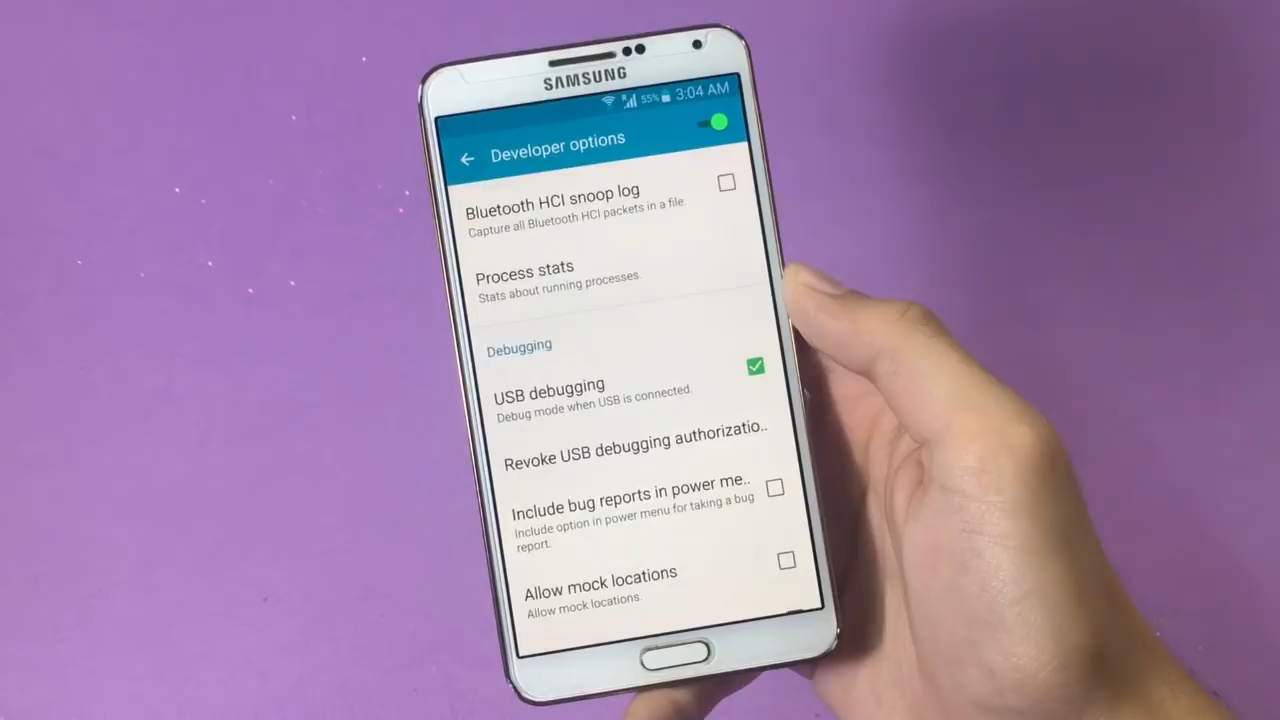 SAMSUNG
55% 3:04 AM
Developer options
Bluetooth HCI snoop log
Capture all Bluetooth HCI packets in a file.
Process stats
Stats about running processes.
Debugging
USB debugging
Debug mode when USB is connected.
Revoke USB debugging authorizatio..
Include bug reports in power me..
Include option in power menu for taking a bug
report.
Allow mock locations
Allow mock locations.